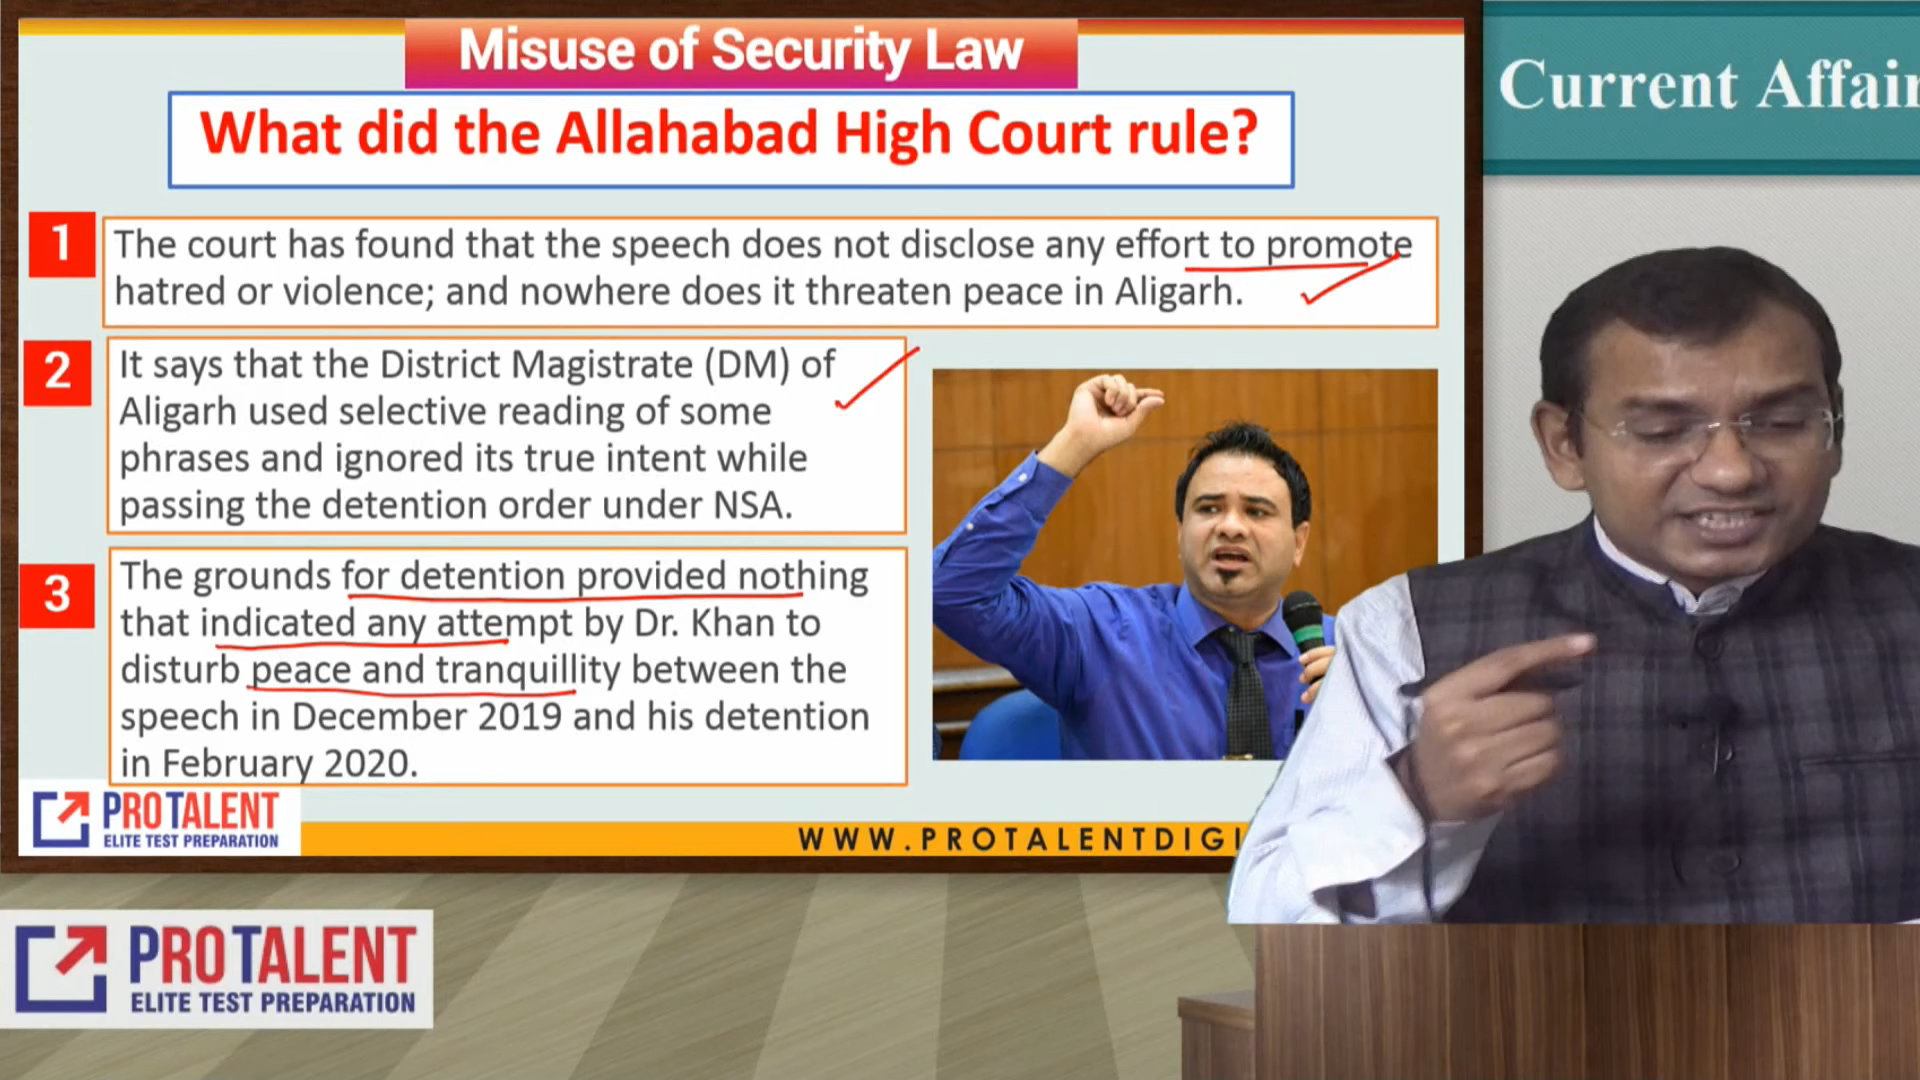 Misuse of Security Law
What did the Allahabad High Court rule?
Current Affair
1
The court has found that the speech does not disclose any effort to promote
hatred or violence; and nowhere does it threaten peace in Aligarh.
2
It says that the District Magistrate (DM) of
Aligarh used selective reading of some
phrases and ignored its true intent while
passing the detention order under NSA.
3
The grounds for detention provided nothing
that indicated any attempt by Dr. Khan to
disturb peace and tranquillity between the
speech in December 2019 and his detention
in February 2020.
PROTALENT
ELITE TEST PREPARATION
WWW.PROTALENTDIGI
PROTALENT
ELITE TEST PREPARATION